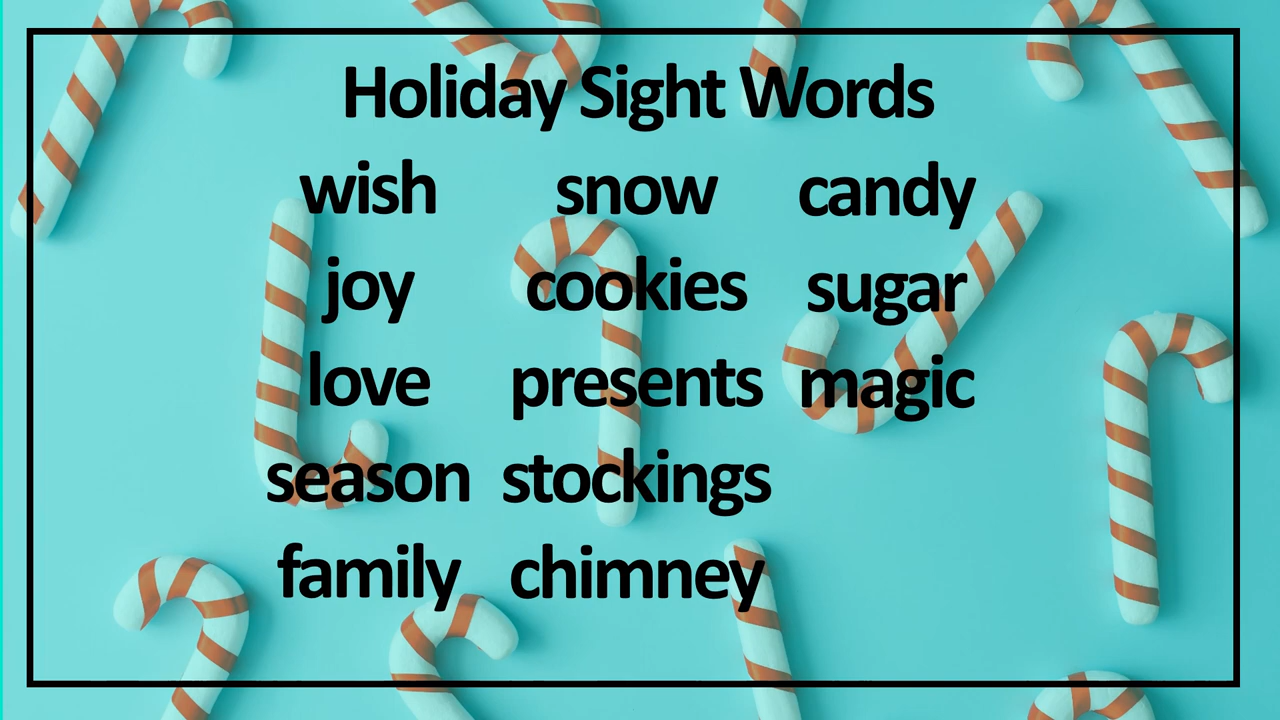 Holiday Sight Words
wish snow candy
joy cookies sugar
love presents magic
season stockings
family chimney